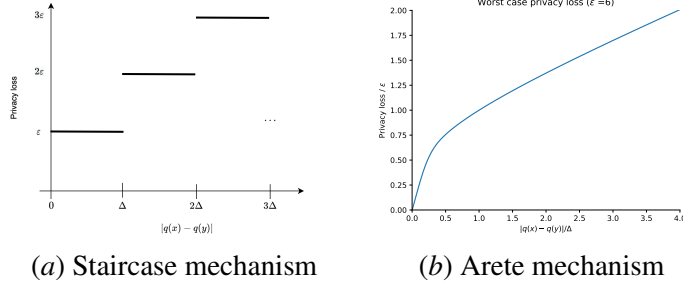 3ε
2ε
ε
Privacy loss
...
0 Δ 2Δ 3Δ
|q(x) − q(y)|
(a) Staircase mechanism
Worst case privacy loss (ε =6)
2.00
1.75
1.50
1.25
1.00
0.75
0.50
0.25
0.00
Privacy loss / ε
0.0 0.5 1.0 1.5 2.0 2.5 3.0 3.5 4.0
|q(x) − q(y)|/Δ
(b) Arete mechanism